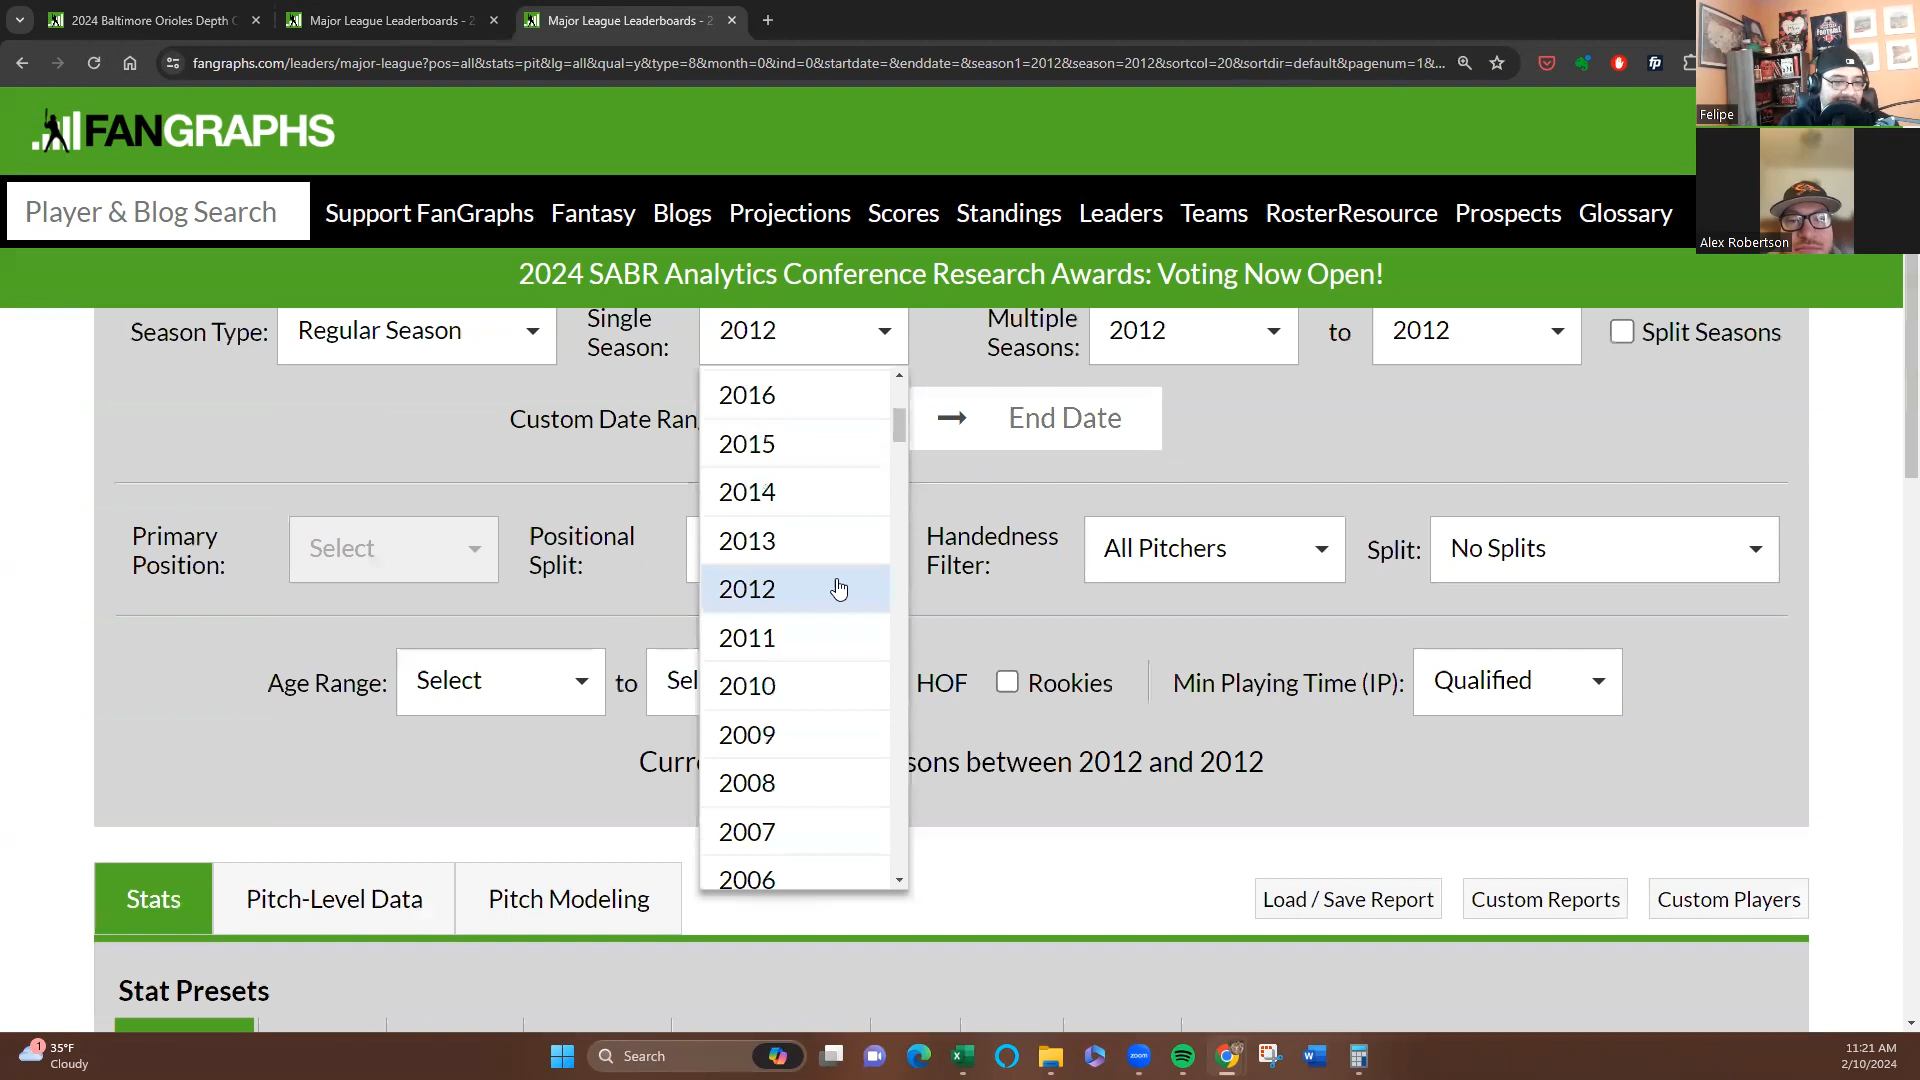 2024 Baltimore Orioles Depth C
Major League Leaderboards - 2
Major League Leaderboards - 2
fangraphs.com/leaders/major-league?pos=all&stats=pit&lg=all&qual=y&type=8&month=0&ind=0&startdate=&enddate=&season1=2012&season=2012&sortcol=20&sortdir=default&pagenum=1&...
fp
Felipe
Alex Robertson
FANGRAPHS
Player & Blog Search
Support FanGraphs Fantasy Blogs Projections Scores Standings Leaders Teams RosterResource Prospects Glossary
2024 SABR Analytics Conference Research Awards: Voting Now Open!
Season Type: Regular Season
Single Season: 2012
Multiple Seasons: 2012 to 2012
Split Seasons
Custom Date Ran
End Date
2016
2015
2014
2013
2012
2011
2010
2009
2008
2007
2006
Primary Position: Select
Positional Split:
Handedness Filter: All Pitchers
Split: No Splits
Age Range: Select to Sel
HOF
Rookies
Min Playing Time (IP): Qualified
Curr
sons between 2012 and 2012
Stats
Pitch-Level Data
Pitch Modeling
Load / Save Report
Custom Reports
Custom Players
Stat Presets
1
35°F
Cloudy
Search
zoom
11:21 AM
2/10/2024